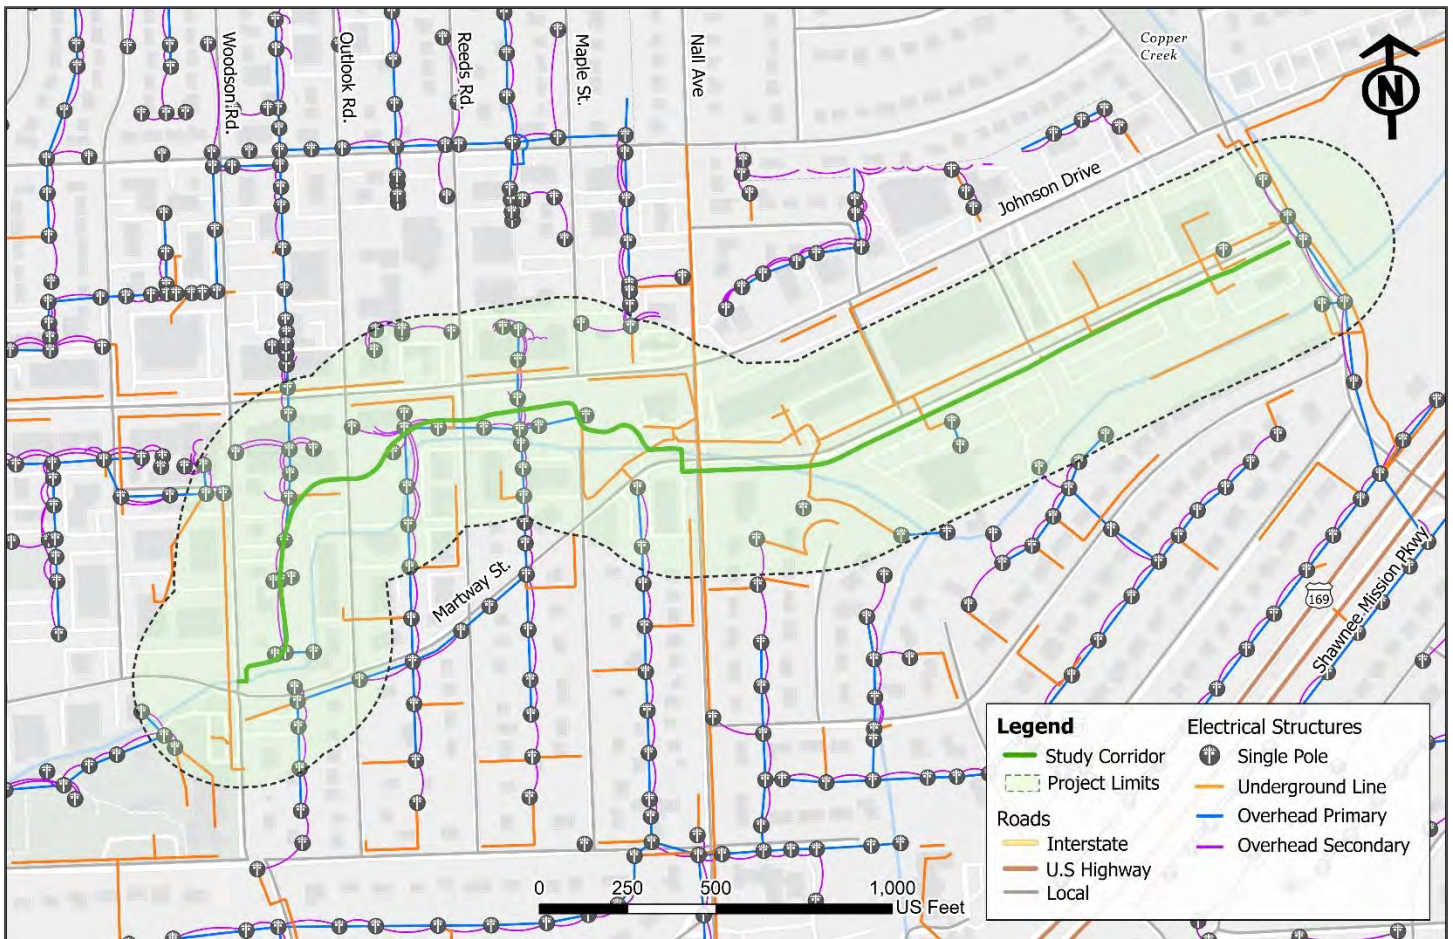 Copper
Creek
N
Woodson Rd.
Outlook Rd.
Reeds Rd.
Maple St.
Nall Ave
Johnson Drive
Martway St.
169
Shawnee Mission Pkwy
Legend
Study Corridor
Project Limits
Roads
Interstate
U.S Highway
Local
Electrical Structures
Single Pole
Underground Line
Overhead Primary
Overhead Secondary
0 250 500 1,000
US Feet